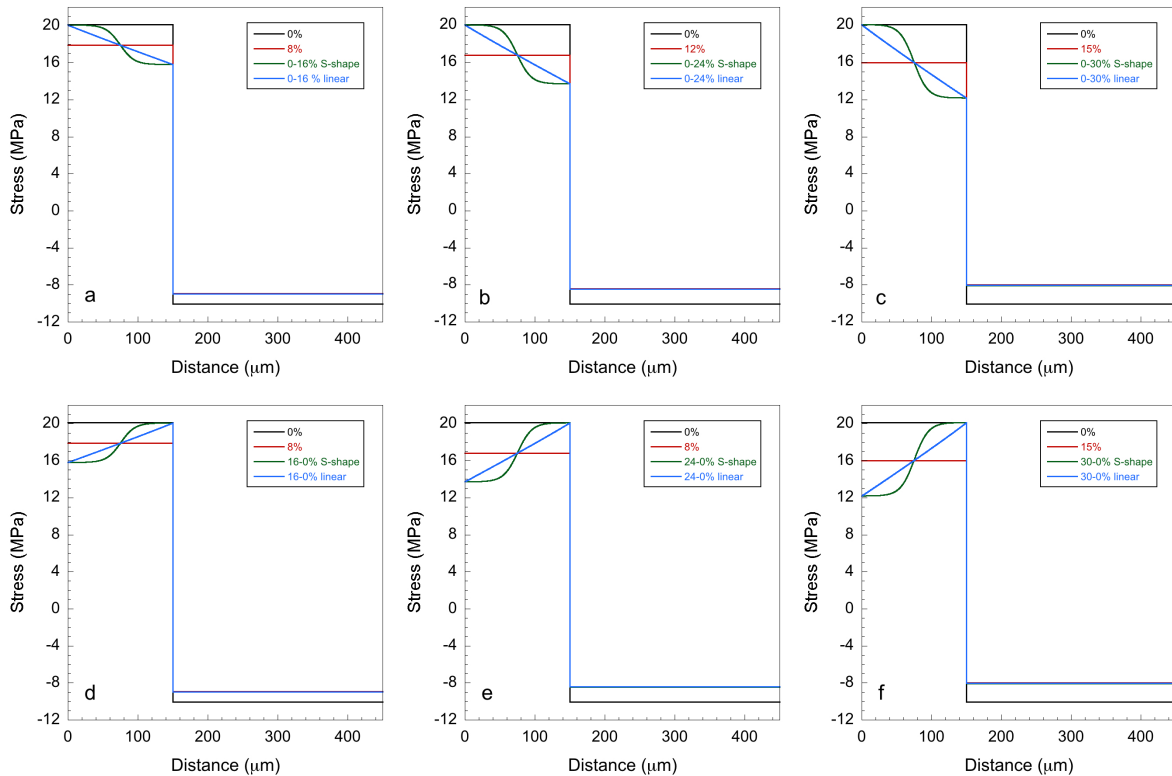 20
16
12
8
4
0
-4
-8
-12
Stress (MPa)
0%
8%
0-16% S-shape
0-16 % linear
a
0 100 200 300 400
Distance (μm)
20
16
12
8
4
0
-4
-8
-12
Stress (MPa)
0%
12%
0-24% S-shape
0-24% linear
b
0 100 200 300 400
Distance (μm)
20
16
12
8
4
0
-4
-8
-12
Stress (MPa)
0%
15%
0-30% S-shape
0-30% linear
c
0 100 200 300 400
Distance (μm)
20
16
12
8
4
0
-4
-8
-12
Stress (MPa)
0%
8%
16-0% S-shape
16-0% linear
d
0 100 200 300 400
Distance (μm)
20
16
12
8
4
0
-4
-8
-12
Stress (MPa)
0%
8%
24-0% S-shape
24-0% linear
e
0 100 200 300 400
Distance (μm)
20
16
12
8
4
0
-4
-8
-12
Stress (MPa)
0%
15%
30-0% S-shape
30-0% linear
f
0 100 200 300 400
Distance (μm)